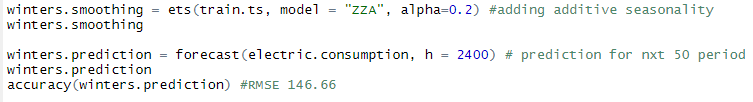 winters.smoothing = ets(train.ts, model = "ZZA", alpha=0.2) #adding additive seasonality
winters.smoothing
winters.prediction = forecast(electric.consumption, h = 2400) # prediction for nxt 50 period
winters.prediction
accuracy(winters.prediction) #RMSE 146.66